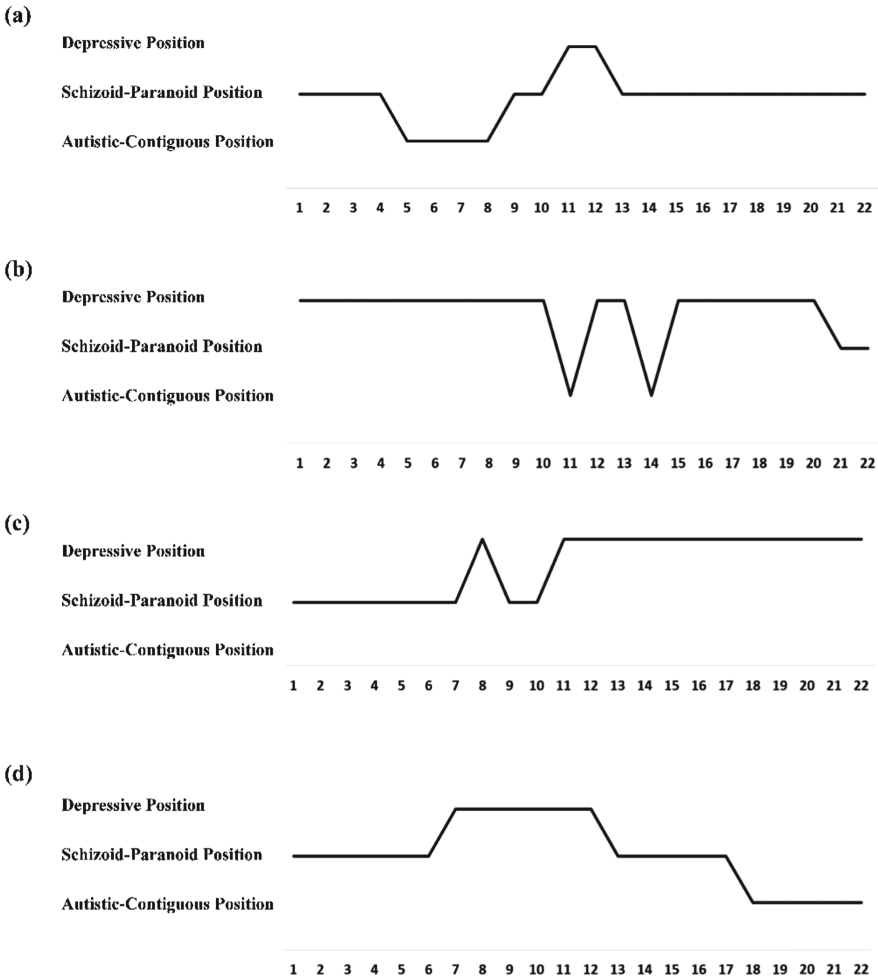 (a)
Depressive Position
Schizoid-Paranoid Position
Autistic-Contiguous Position
1 2 3 4 5 6 7 8 9 10 11 12 13 14 15 16 17 18 19 20 21 22
(b)
Depressive Position
Schizoid-Paranoid Position
Autistic-Contiguous Position
1 2 3 4 5 6 7 8 9 10 11 12 13 14 15 16 17 18 19 20 21 22
(c)
Depressive Position
Schizoid-Paranoid Position
Autistic-Contiguous Position
1 2 3 4 5 6 7 8 9 10 11 12 13 14 15 16 17 18 19 20 21 22
(d)
Depressive Position
Schizoid-Paranoid Position
Autistic-Contiguous Position
1 2 3 4 5 6 7 8 9 10 11 12 13 14 15 16 17 18 19 20 21 22